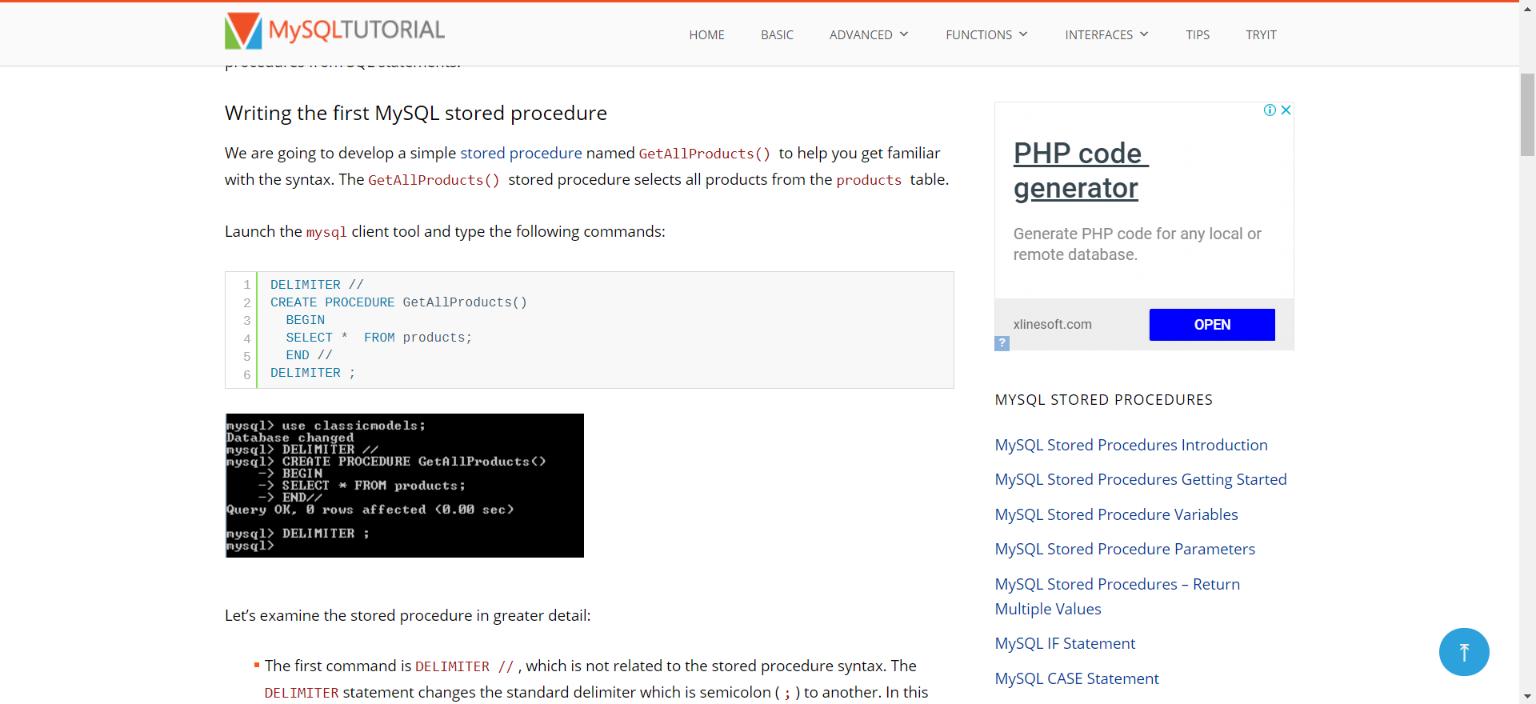 MySQLTUTORIAL
HOME BASIC ADVANCED FUNCTIONS INTERFACES TIPS TRYIT
procedures from SQL statements.
Writing the first MySQL stored procedure
We are going to develop a simple stored procedure named GetAllProducts() to help you get familiar
with the syntax. The GetAllProducts() stored procedure selects all products from the products table.
Launch the mysql client tool and type the following commands:
1 DELIMITER //
2 CREATE PROCEDURE GetAllProducts()
3 BEGIN
4 SELECT * FROM products;
5 END //
6 DELIMITER ;
mysql> use classicmodels;
Database changed
mysql> DELIMITER //
mysql> CREATE PROCEDURE GetAllProducts()
-> BEGIN
-> SELECT * FROM products;
-> END//
Query OK, 0 rows affected (0.00 sec)
mysql> DELIMITER ;
mysql>
Let’s examine the stored procedure in greater detail:
The first command is DELIMITER // , which is not related to the stored procedure syntax. The
DELIMITER statement changes the standard delimiter which is semicolon ( ; ) to another. In this
PHP code
generator
Generate PHP code for any local or
remote database.
xlinesoft.com
OPEN
?
MYSQL STORED PROCEDURES
MySQL Stored Procedures Introduction
MySQL Stored Procedures Getting Started
MySQL Stored Procedure Variables
MySQL Stored Procedure Parameters
MySQL Stored Procedures – Return
Multiple Values
MySQL IF Statement
MySQL CASE Statement